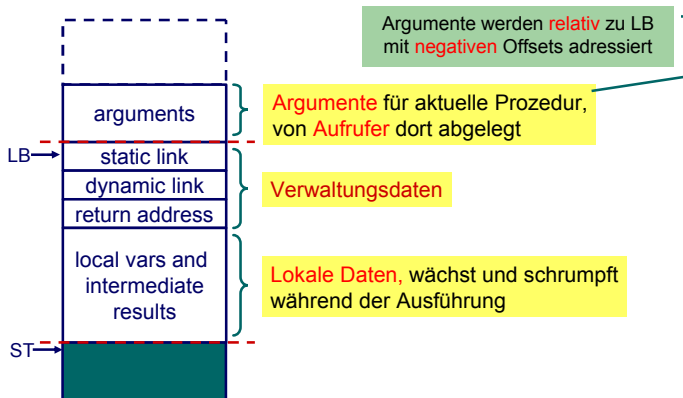 Argumente werden relativ zu LB
mit negativen Offsets adressiert
arguments
Argumente für aktuelle Prozedur,
von Aufrufer dort abgelegt
LB
static link
dynamic link
return address
Verwaltungsdaten
local vars and
intermediate
results
Lokale Daten, wächst und schrumpft
während der Ausführung
ST